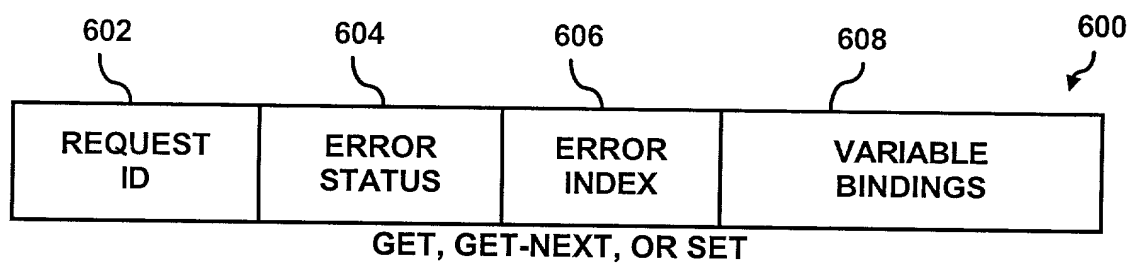 602 604 606 608 600
REQUEST ID
ERROR STATUS
ERROR INDEX
VARIABLE BINDINGS
GET, GET-NEXT, OR SET